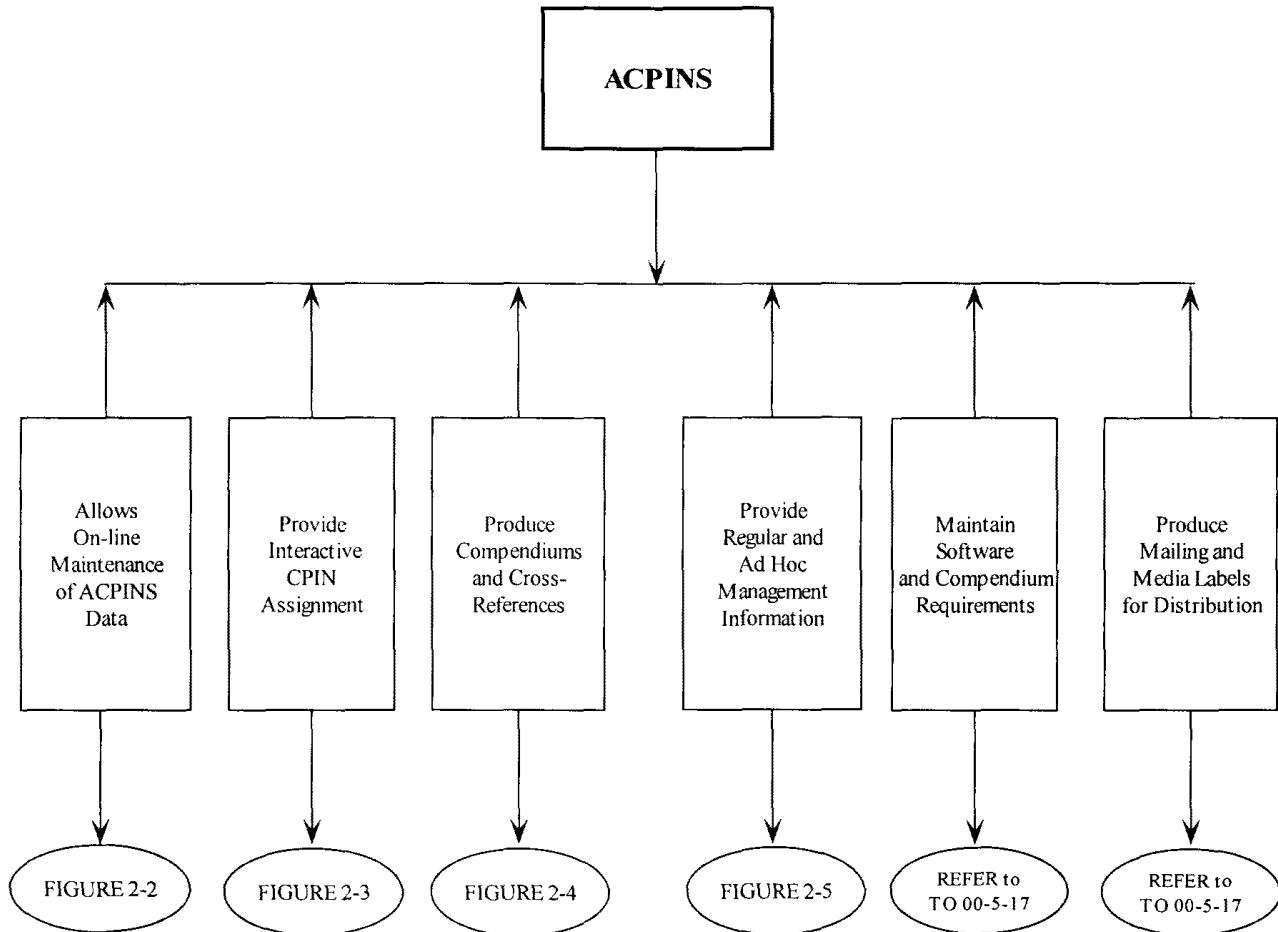 ACPINS
Allows
On-line
Maintenance
of ACPINS
Data
Provide
Interactive
CPIN
Assignment
Produce
Compendiums
and Cross-
References
Provide
Regular and
Ad Hoc
Management
Information
Maintain
Software
and Compendium
Requirements
Produce
Mailing and
Media Labels
for Distribution
FIGURE 2-2
FIGURE 2-3
FIGURE 2-4
FIGURE 2-5
REFER to
TO 00-5-17
REFER to
TO 00-5-17